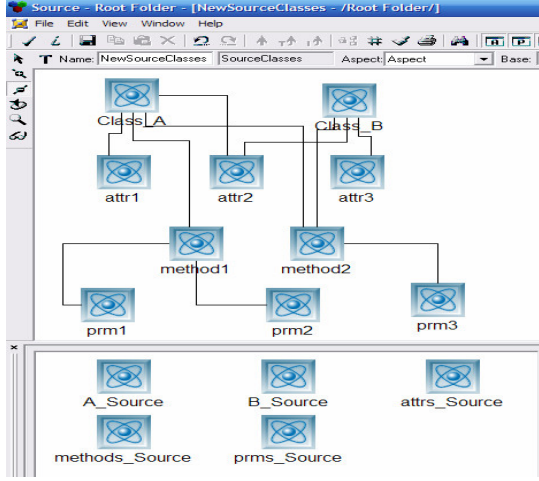 Source - Root Folder - [NewSourceClasses - /Root Folder/]
File Edit View Window Help
T Name: NewSourceClasses SourceClasses Aspect: Aspect Base:
Class_A
Class_B
attr1 attr2 attr3
method1 method2
prm1 prm2 prm3
A_Source B_Source attrs_Source
methods_Source prms_Source